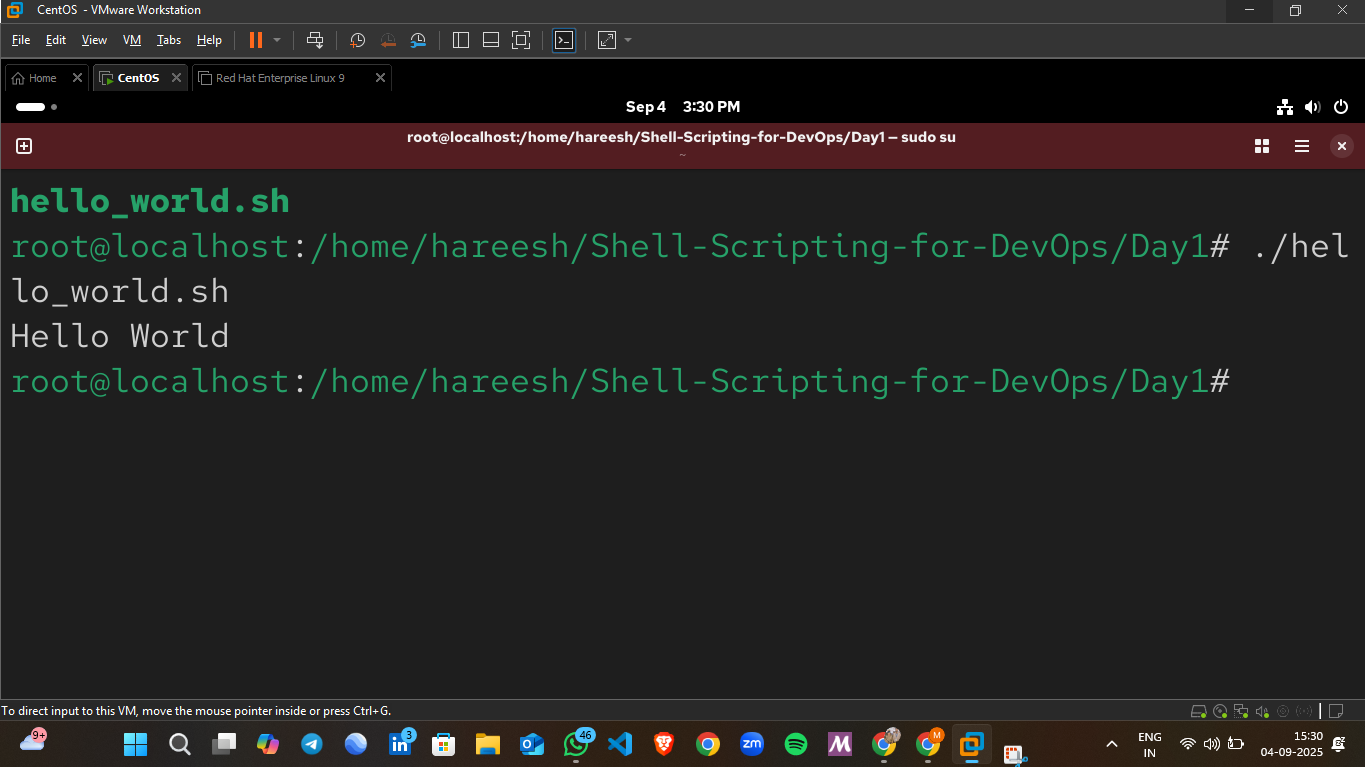 CentOS - VMware Workstation
File Edit View VM Tabs Help
Home CentOS Red Hat Enterprise Linux 9
Sep 4 3:30 PM
root@localhost:/home/hareesh/Shell-Scripting-for-DevOps/Day1 — sudo su
~
hello_world.sh
root@localhost:/home/hareesh/Shell-Scripting-for-DevOps/Day1# ./hel
lo_world.sh
Hello World
root@localhost:/home/hareesh/Shell-Scripting-for-DevOps/Day1#
To direct input to this VM, move the mouse pointer inside or press Ctrl+G.
9+ 3 46 zm M M ENG 15:30
IN 04-09-2025